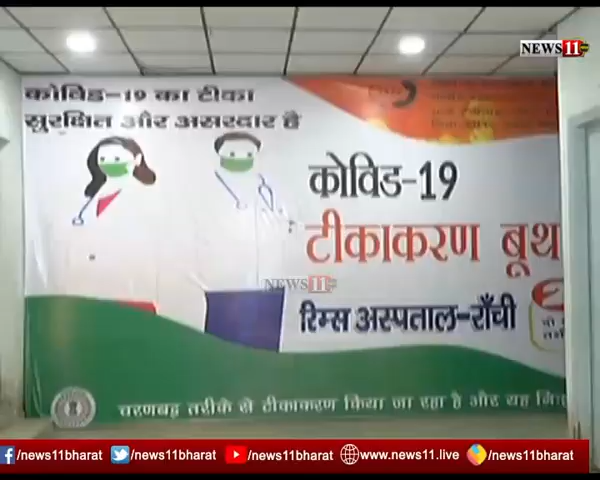 NEWS11
कोविड-19 का टीका
सुरक्षित और असरदार है
कोविड-19
टीकाकरण बूथ
NEWS11
रिम्स अस्पताल-राँची
चरणबद्ध तरीके से टीकाकरण किया जा रहा है और यह
/news11bharat /news11bharat /news11bharat www.news11.live /news11bharat